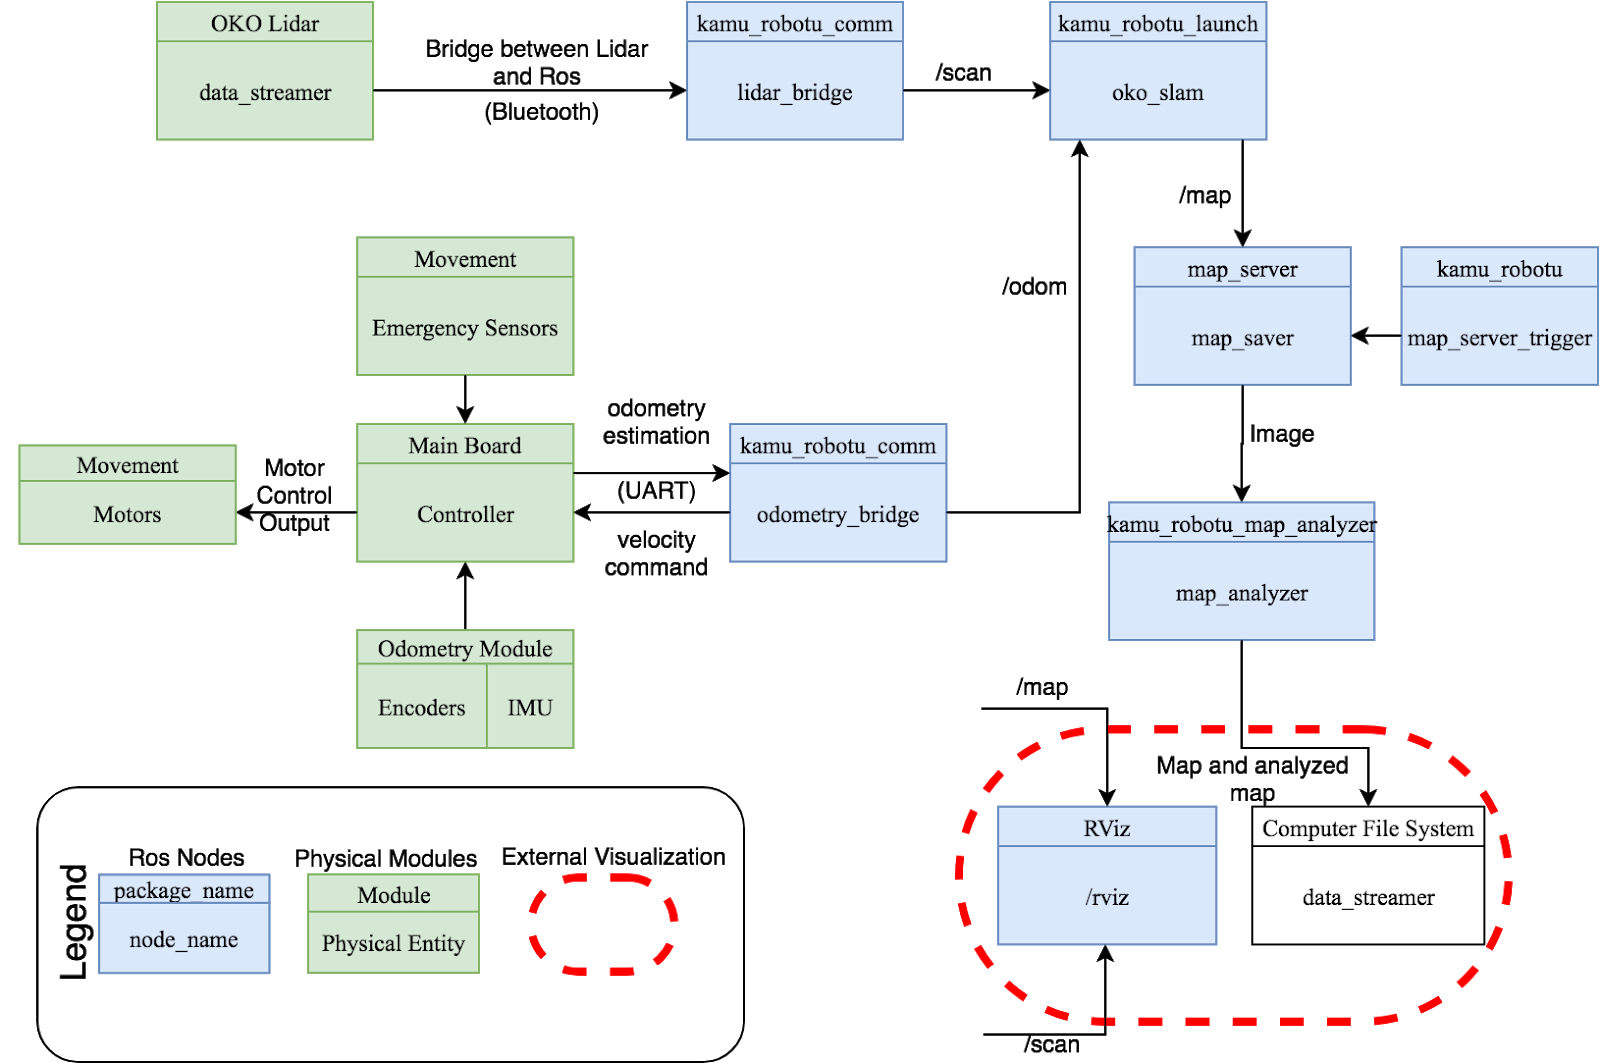 OKO Lidar
data_streamer
Bridge between Lidar
and Ros
(Bluetooth)
kamu_robotu_comm
lidar_bridge
/scan
kamu_robotu_launch
oko_slam
/map
/odom
map_server
map_saver
kamu_robotu
map_server_trigger
Image
Movement
Emergency Sensors
Main Board
Controller
Movement
Motors
Motor
Control
Output
odometry
estimation
(UART)
velocity
command
kamu_robotu_comm
odometry_bridge
kamu_robotu_map_analyzer
map_analyzer
Odometry Module
Encoders
IMU
/map
Map and analyzed
map
RViz
/rviz
Computer File System
data_streamer
/scan
Legend
Ros Nodes
package_name
node_name
Physical Modules
Module
Physical Entity
External Visualization